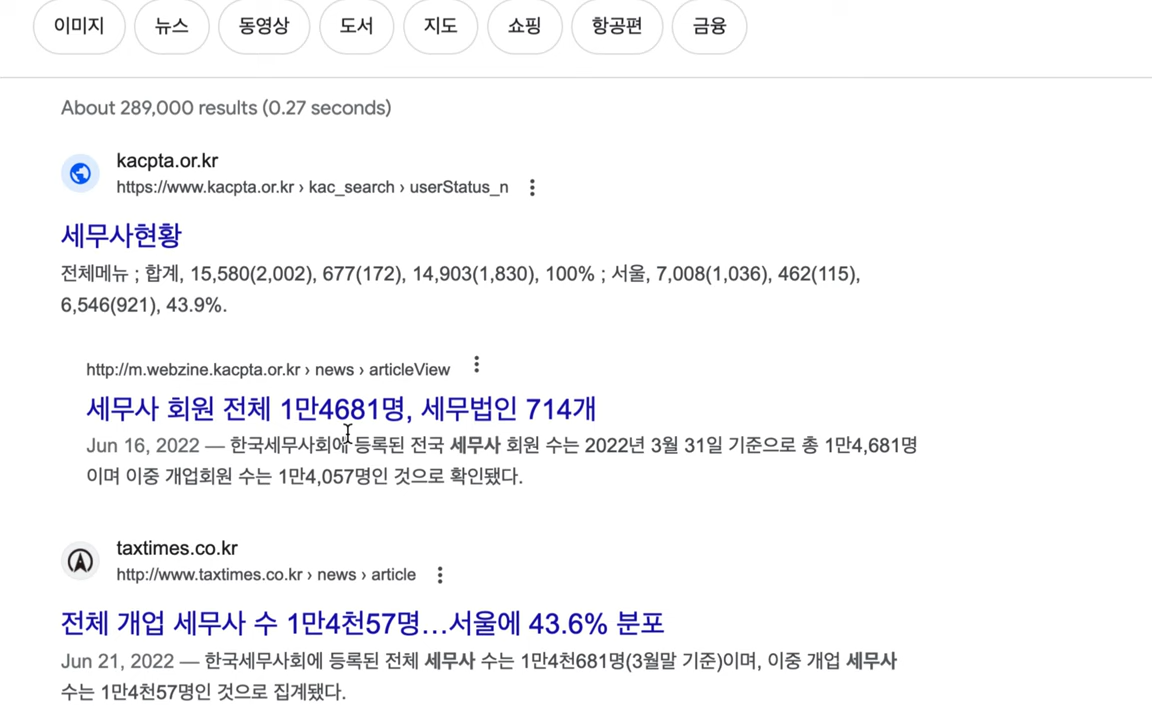 이미지 뉴스 동영상 도서 지도 쇼핑 항공편 금융
About 289,000 results (0.27 seconds)
kacpta.or.kr
https://www.kacpta.or.kr › kac_search › userStatus_n
세무사현황
전체메뉴 ; 합계, 15,580(2,002), 677(172), 14,903(1,830), 100% ; 서울, 7,008(1,036), 462(115),
6,546(921), 43.9%.
http://m.webzine.kacpta.or.kr › news › articleView
세무사 회원 전체 1만4681명, 세무법인 714개
Jun 16, 2022 — 한국세무사회에 등록된 전국 세무사 회원 수는 2022년 3월 31일 기준으로 총 1만4,681명
이며 이중 개업회원 수는 1만4,057명인 것으로 확인됐다.
taxtimes.co.kr
http://www.taxtimes.co.kr › news › article
전체 개업 세무사 수 1만4천57명…서울에 43.6% 분포
Jun 21, 2022 — 한국세무사회에 등록된 전체 세무사 수는 1만4천681명(3월말 기준)이며, 이중 개업 세무사
수는 1만4천57명인 것으로 집계됐다.